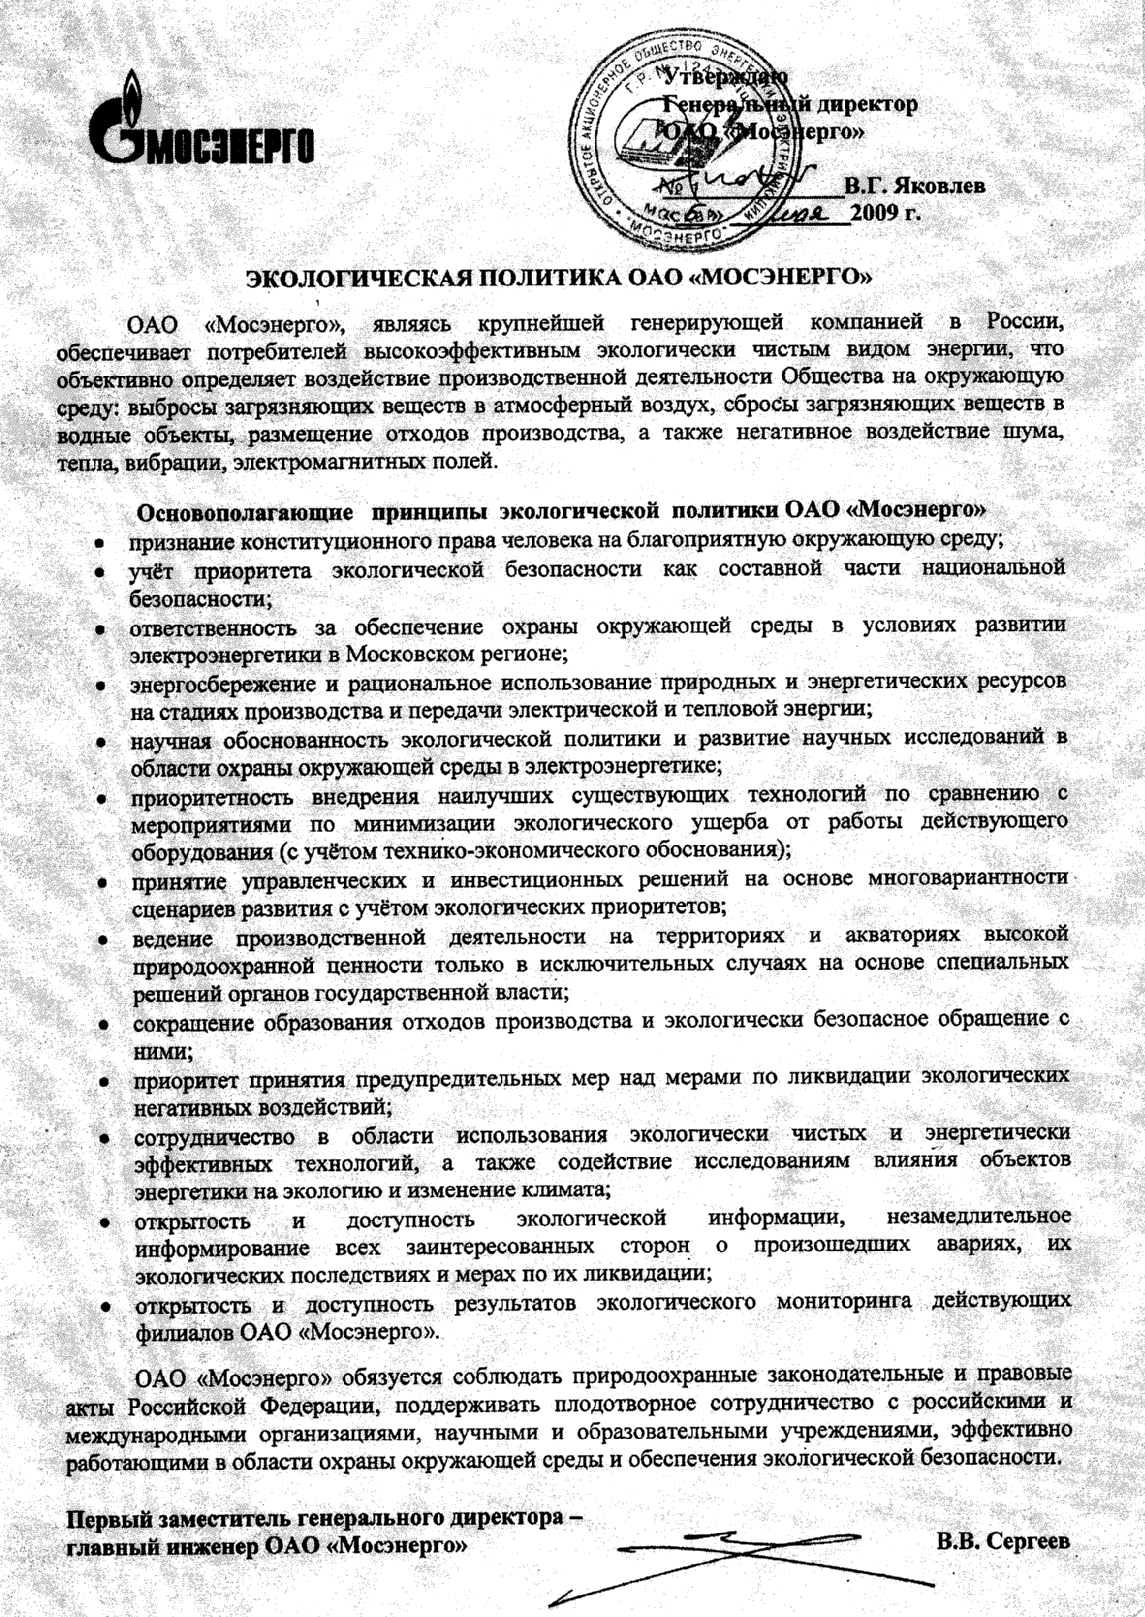 МОСЭНЕРГО
Утверждаю
Генеральный директор
ОАО «Мосэнерго»
В.Г. Яковлев
мая 2009 г.
ОТКРЫТОЕ АКЦИОНЕРНОЕ ОБЩЕСТВО ЭНЕРГЕТИКИ И ЭЛЕКТРИФИКАЦИИ
"МОСЭНЕРГО"
МОСКВА
ЭКОЛОГИЧЕСКАЯ ПОЛИТИКА ОАО «МОСЭНЕРГО»
ОАО «Мосэнерго», являясь крупнейшей генерирующей компанией в России,
обеспечивает потребителей высокоэффективным экологически чистым видом энергии, что
объективно определяет воздействие производственной деятельности Общества на окружающую
среду: выбросы загрязняющих веществ в атмосферный воздух, сбросы загрязняющих веществ в
водные объекты, размещение отходов производства, а также негативное воздействие шума,
тепла, вибрации, электромагнитных полей.
Основополагающие принципы экологической политики ОАО «Мосэнерго»
• признание конституционного права человека на благоприятную окружающую среду;
• учёт приоритета экологической безопасности как составной части национальной
безопасности;
• ответственность за обеспечение охраны окружающей среды в условиях развитии
электроэнергетики в Московском регионе;
• энергосбережение и рациональное использование природных и энергетических ресурсов
на стадиях производства и передачи электрической и тепловой энергии;
• научная обоснованность экологической политики и развитие научных исследований в
области охраны окружающей среды в электроэнергетике;
• приоритетность внедрения наилучших существующих технологий по сравнению с
мероприятиями по минимизации экологического ущерба от работы действующего
оборудования (с учётом технико-экономического обоснования);
• принятие управленческих и инвестиционных решений на основе многовариантности
сценариев развития с учётом экологических приоритетов;
• ведение производственной деятельности на территориях и акваториях высокой
природоохранной ценности только в исключительных случаях на основе специальных
решений органов государственной власти;
• сокращение образования отходов производства и экологически безопасное обращение с
ними;
• приоритет принятия предупредительных мер над мерами по ликвидации экологических
негативных воздействий;
• сотрудничество в области использования экологически чистых и энергетически
эффективных технологий, а также содействие исследованиям влияния объектов
энергетики на экологию и изменение климата;
• открытость и доступность экологической информации, незамедлительное
информирование всех заинтересованных сторон о произошедших авариях, их
экологических последствиях и мерах по их ликвидации;
• открытость и доступность результатов экологического мониторинга действующих
филиалов ОАО «Мосэнерго».
ОАО «Мосэнерго» обязуется соблюдать природоохранные законодательные и правовые
акты Российской Федерации, поддерживать плодотворное сотрудничество с российскими и
международными организациями, научными и образовательными учреждениями, эффективно
работающими в области охраны окружающей среды и обеспечения экологической безопасности.
Первый заместитель генерального директора –
главный инженер ОАО «Мосэнерго»
В.В. Сергеев